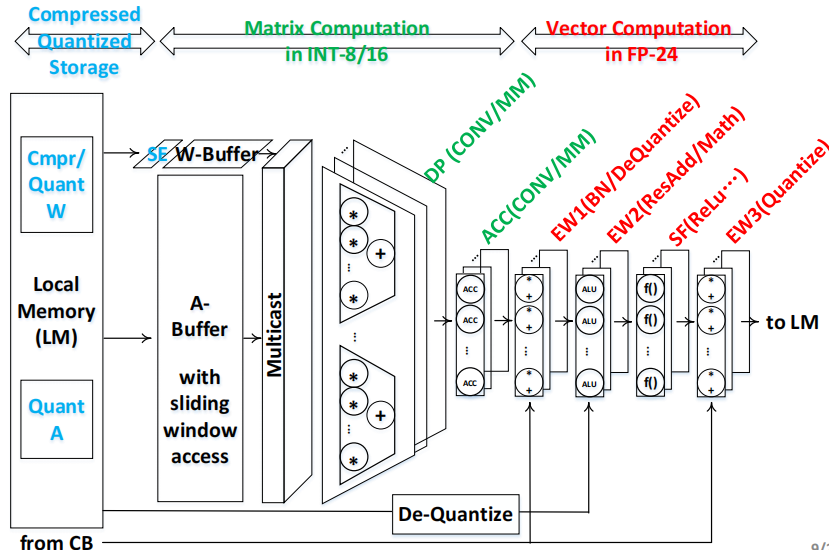 Compressed
Quantized
Storage
Matrix Computation
in INT-8/16
Vector Computation
in FP-24
Cmpr/
Quant
W
Local
Memory
(LM)
Quant
A
from CB
SE W-Buffer
A-
Buffer
with
sliding
window
access
Multicast
* * ... * +
...
* * ... * +
DP (CONV/MM)
ACC(CONV/MM)
EW1(BN/DeQuantize)
EW2(ResAdd/Math)
SF(ReLu...)
EW3(Quantize)
ACC
ACC
...
ACC
* +
* +
...
* +
ALU
ALU
...
ALU
f()
f()
...
f()
* +
* +
...
* +
to LM
De-Quantize